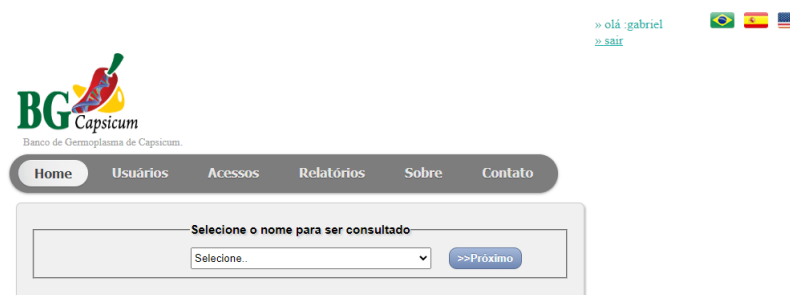 » olá :gabriel
» sair
BG Capsicum
Banco de Germoplasma de Capsicum.
Home Usuários Acessos Relatórios Sobre Contato
Selecione o nome para ser consultado
Selecione.. >>Próximo